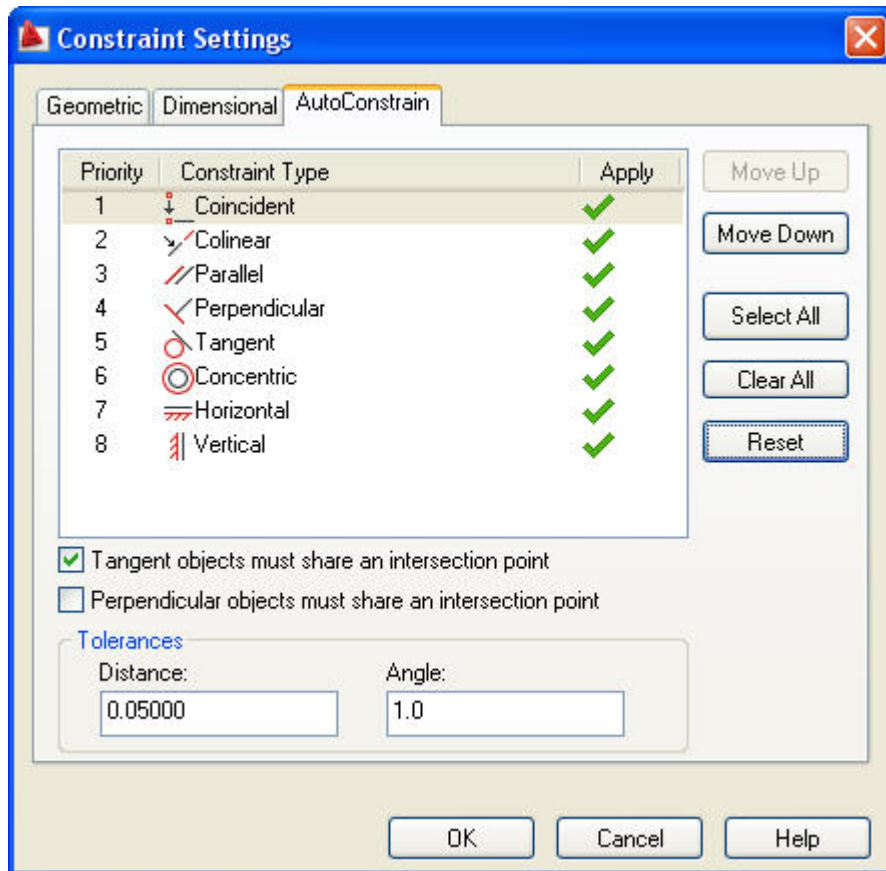 Constraint Settings
Geometric Dimensional AutoConstrain
Priority Constraint Type Apply
1 Coincident
2 Colinear
3 Parallel
4 Perpendicular
5 Tangent
6 Concentric
7 Horizontal
8 Vertical
Move Up
Move Down
Select All
Clear All
Reset
Tangent objects must share an intersection point
Perpendicular objects must share an intersection point
Tolerances
Distance: Angle:
0.05000 1.0
OK Cancel Help